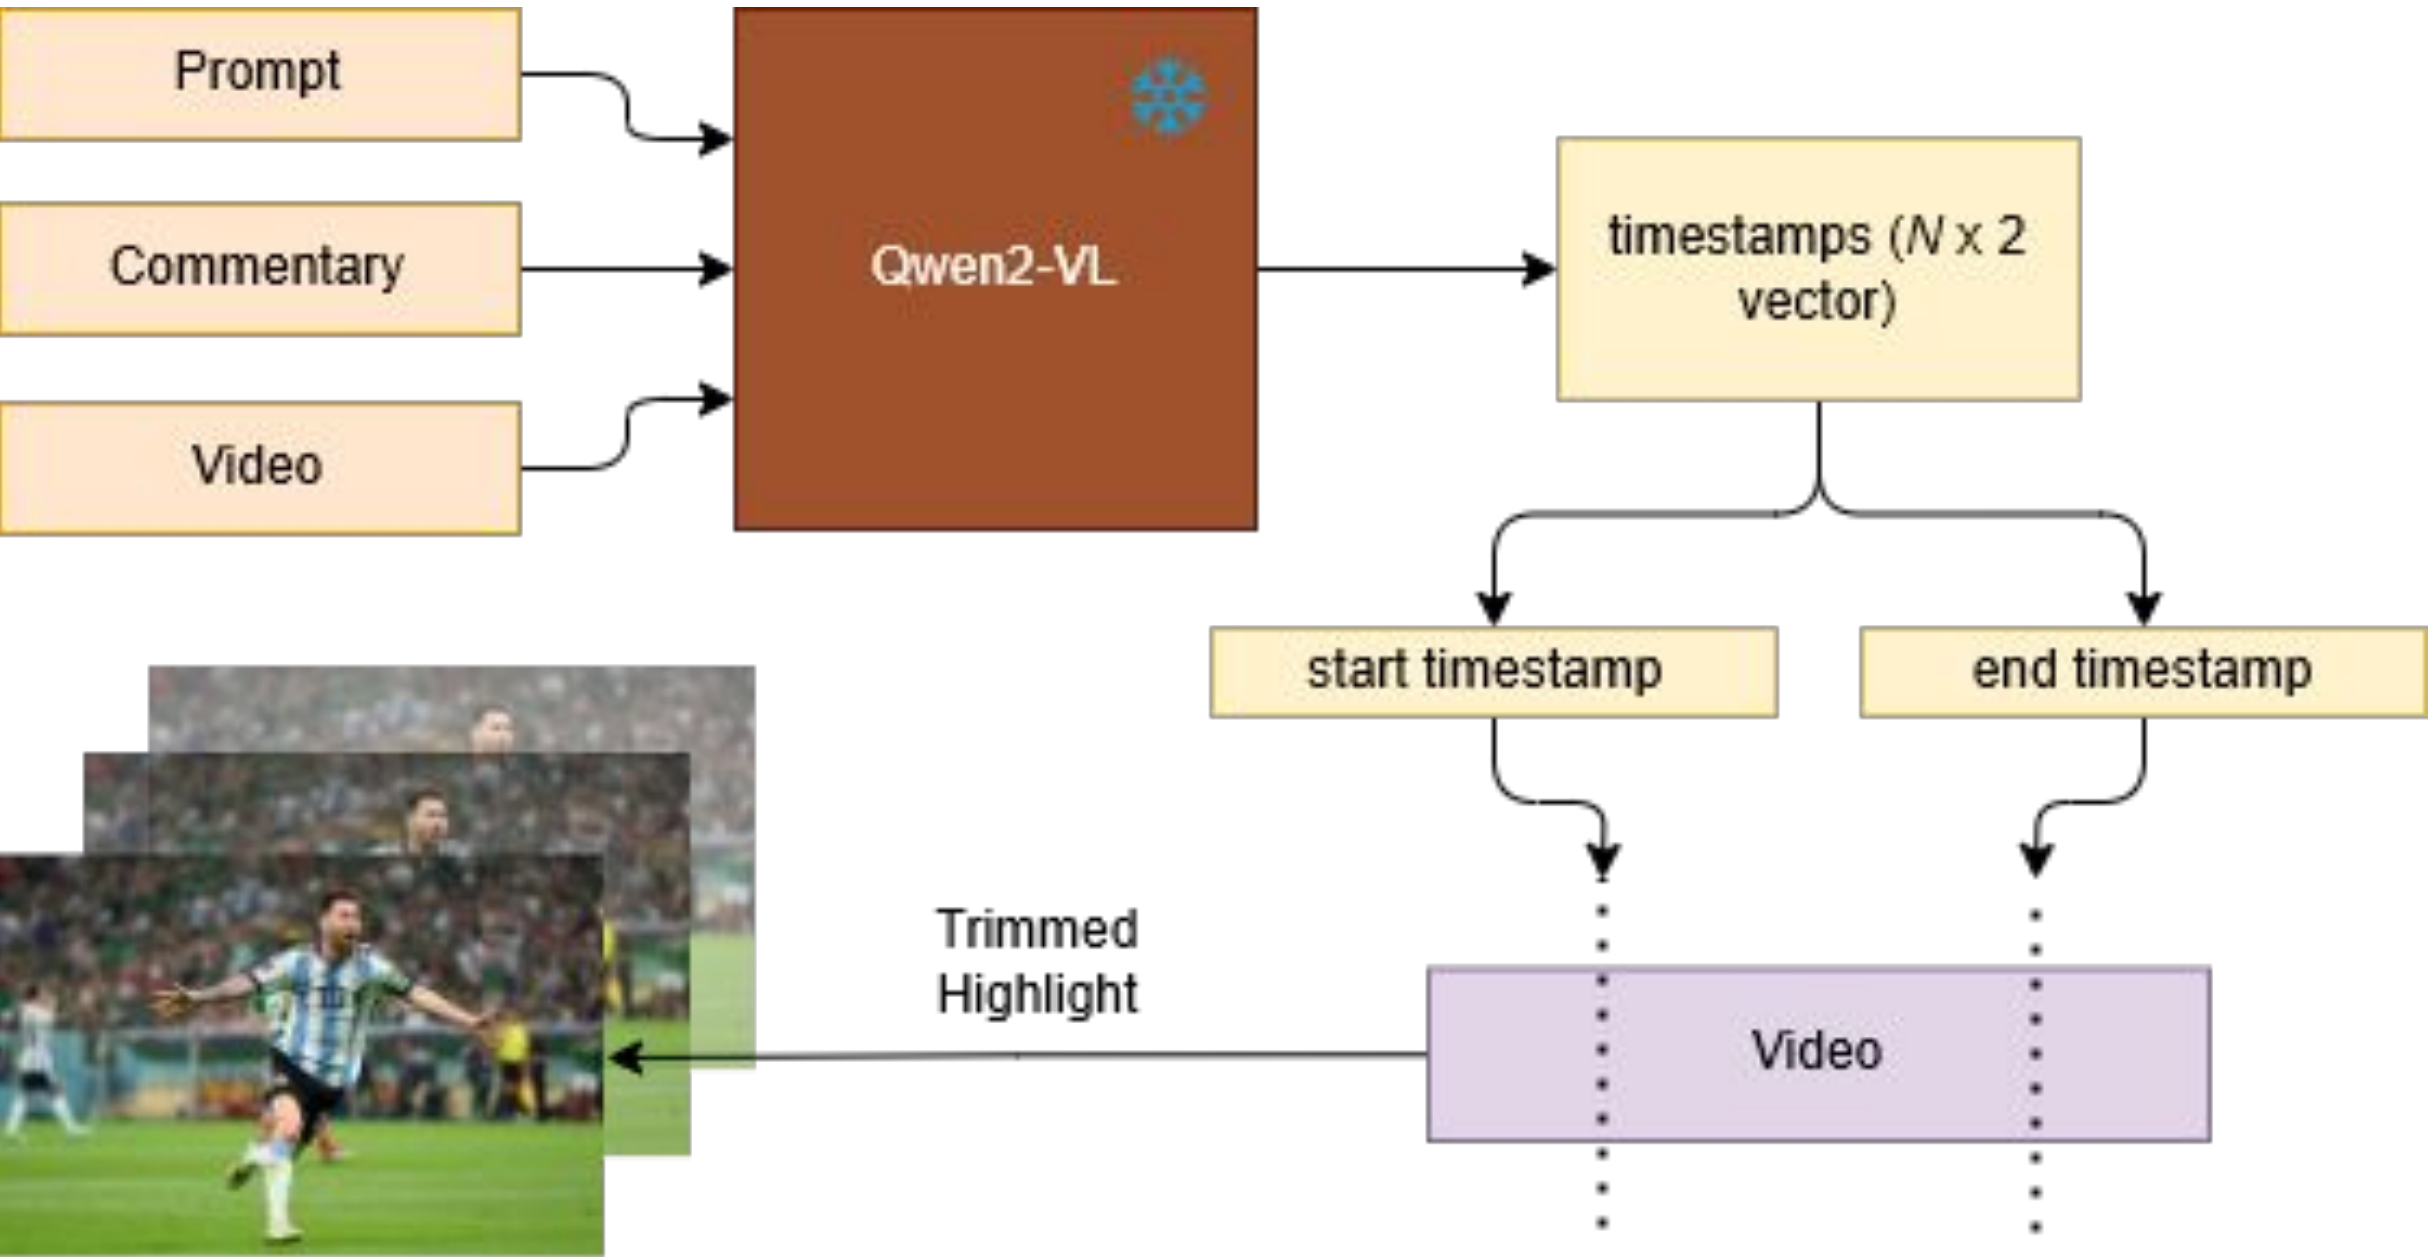 Prompt
Commentary
Video
Qwen2-VL
timestamps (N x 2
vector)
start timestamp
end timestamp
Trimmed
Highlight
Video